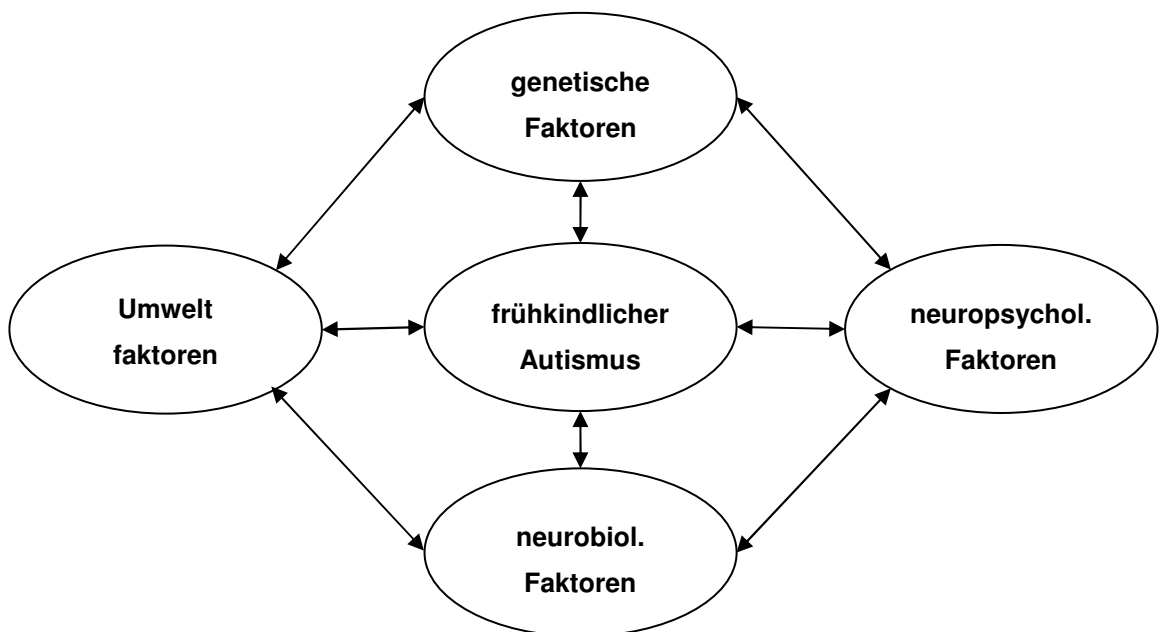 genetische
Faktoren
Umwelt
faktoren
frühkindlicher
Autismus
neuropsychol.
Faktoren
neurobiol.
Faktoren